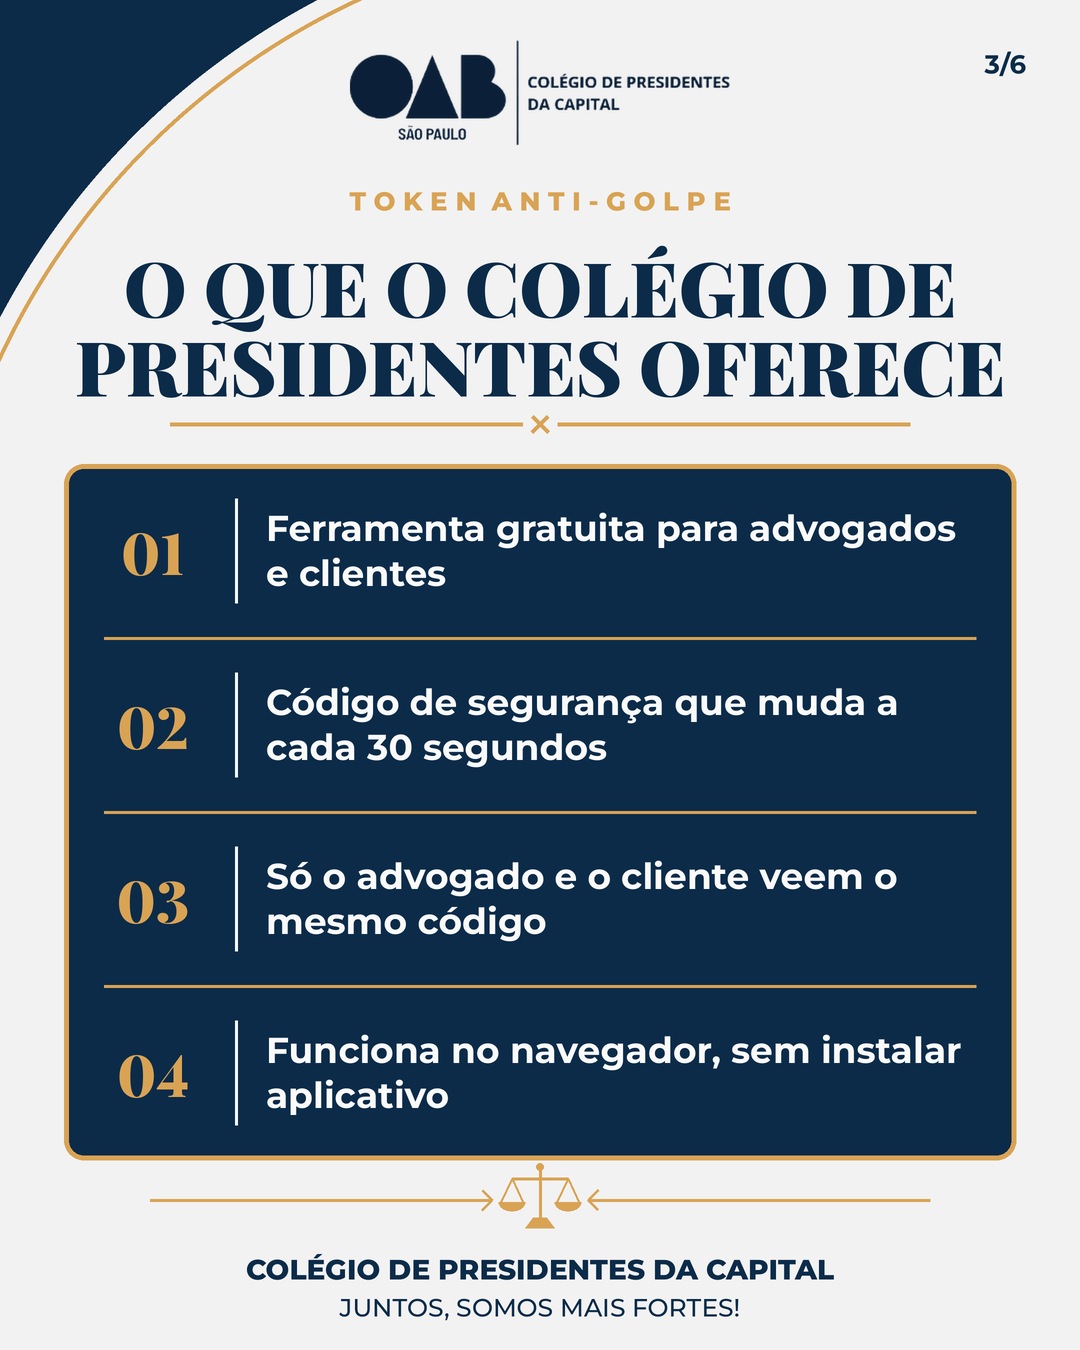 OAB
SÃO PAULO
COLÉGIO DE PRESIDENTES
DA CAPITAL
3/6
TOKEN ANTI-GOLPE
O QUE O COLÉGIO DE
PRESIDENTES OFERECE
01
Ferramenta gratuita para advogados
e clientes
02
Código de segurança que muda a
cada 30 segundos
03
Só o advogado e o cliente veem o
mesmo código
04
Funciona no navegador, sem instalar
aplicativo
COLÉGIO DE PRESIDENTES DA CAPITAL
JUNTOS, SOMOS MAIS FORTES!